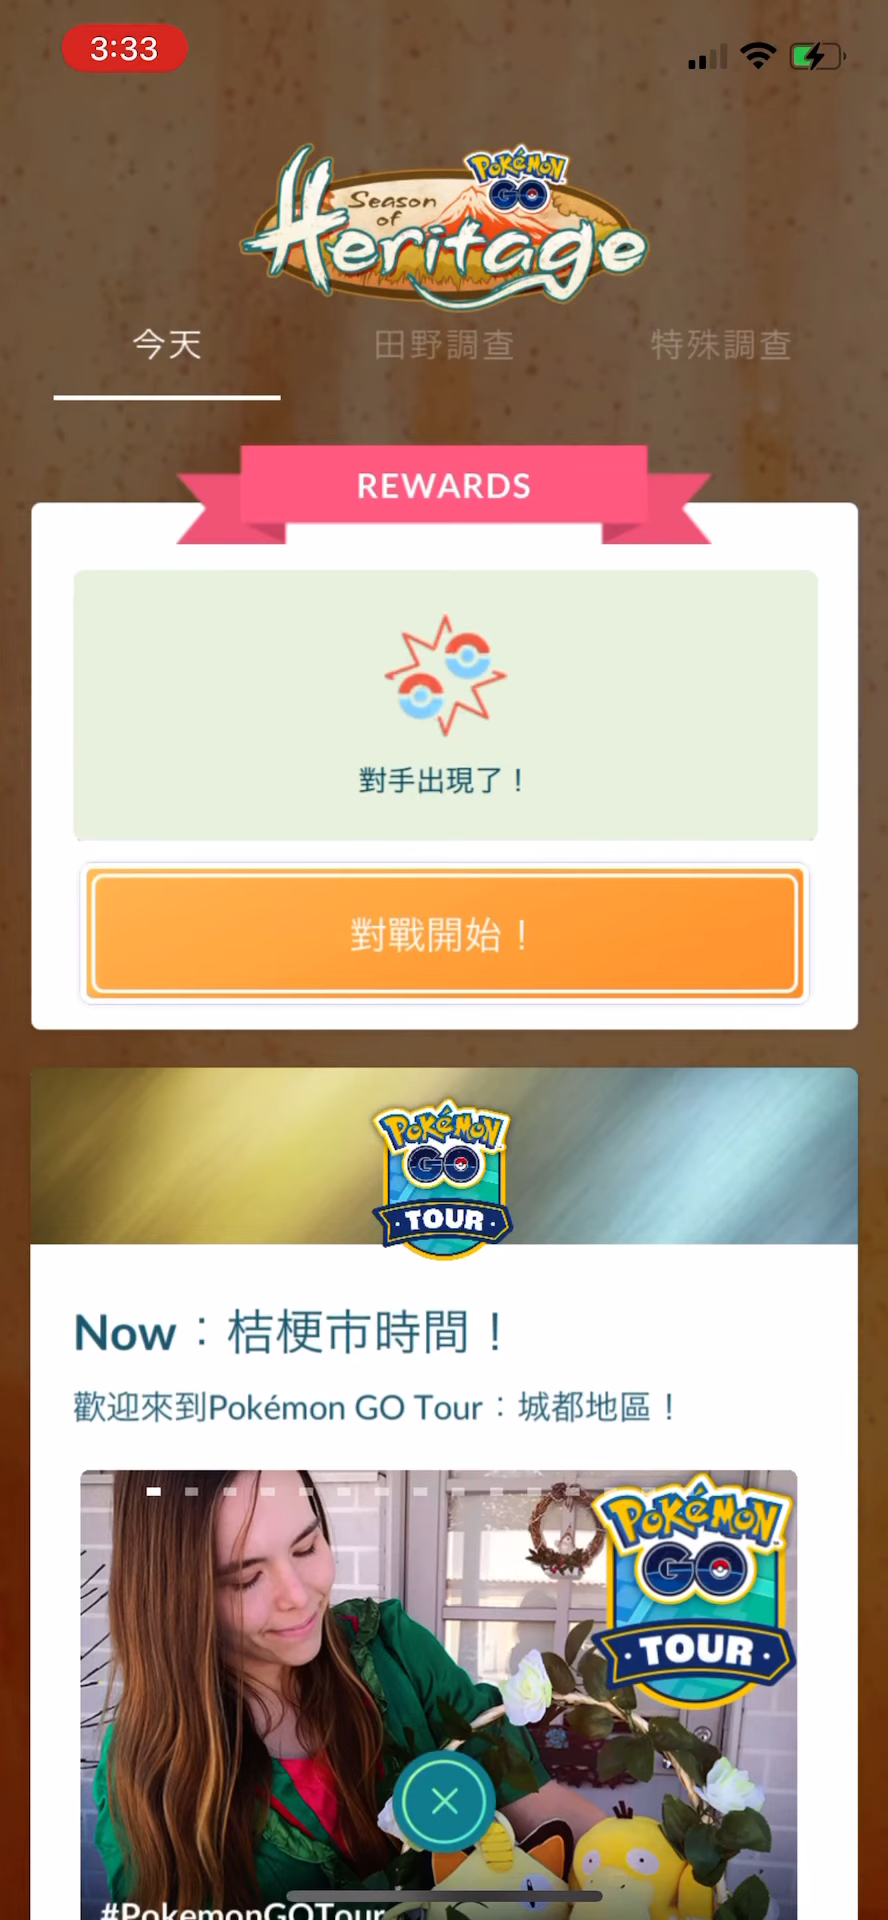 3:33
POKÉMON
GO
Season
of
Heritage
今天
田野調查
特殊調查
REWARDS
對手出現了！
對戰開始！
POKÉMON
GO
TOUR
Now：桔梗市時間！
歡迎來到Pokémon GO Tour：城都地區！
POKÉMON
GO
TOUR
#PokemonGOTour